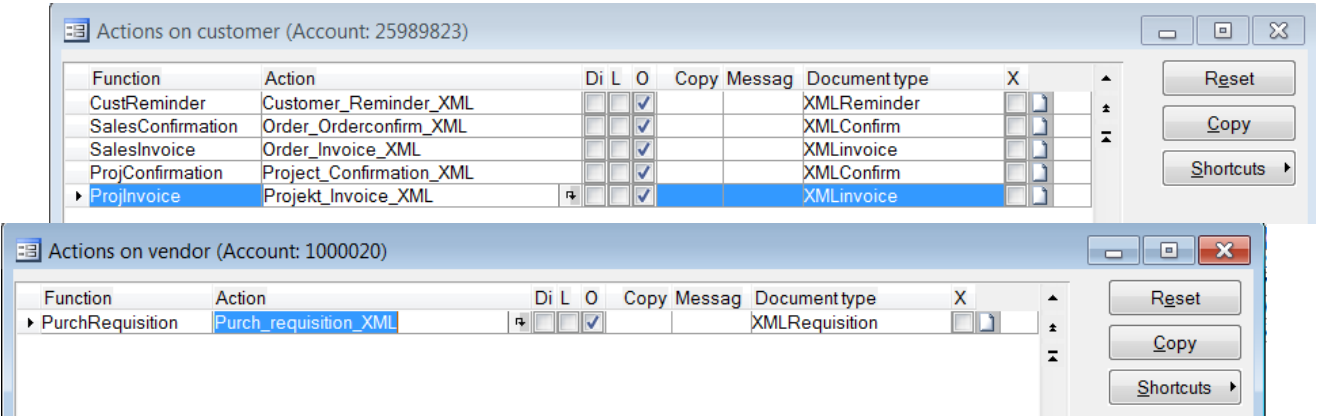 Actions on customer (Account: 25989823)
Function Action Di L O Copy Messag Document type X
CustReminder Customer_Reminder_XML XMLReminder
SalesConfirmation Order_Orderconfirm_XML XMLConfirm
SalesInvoice Order_Invoice_XML XMLinvoice
ProjConfirmation Project_Confirmation_XML XMLConfirm
ProjInvoice Projekt_Invoice_XML XMLinvoice
Reset
Copy
Shortcuts
Actions on vendor (Account: 1000020)
Function Action Di L O Copy Messag Document type X
PurchRequisition Purch_requisition_XML XMLRequisition
Reset
Copy
Shortcuts